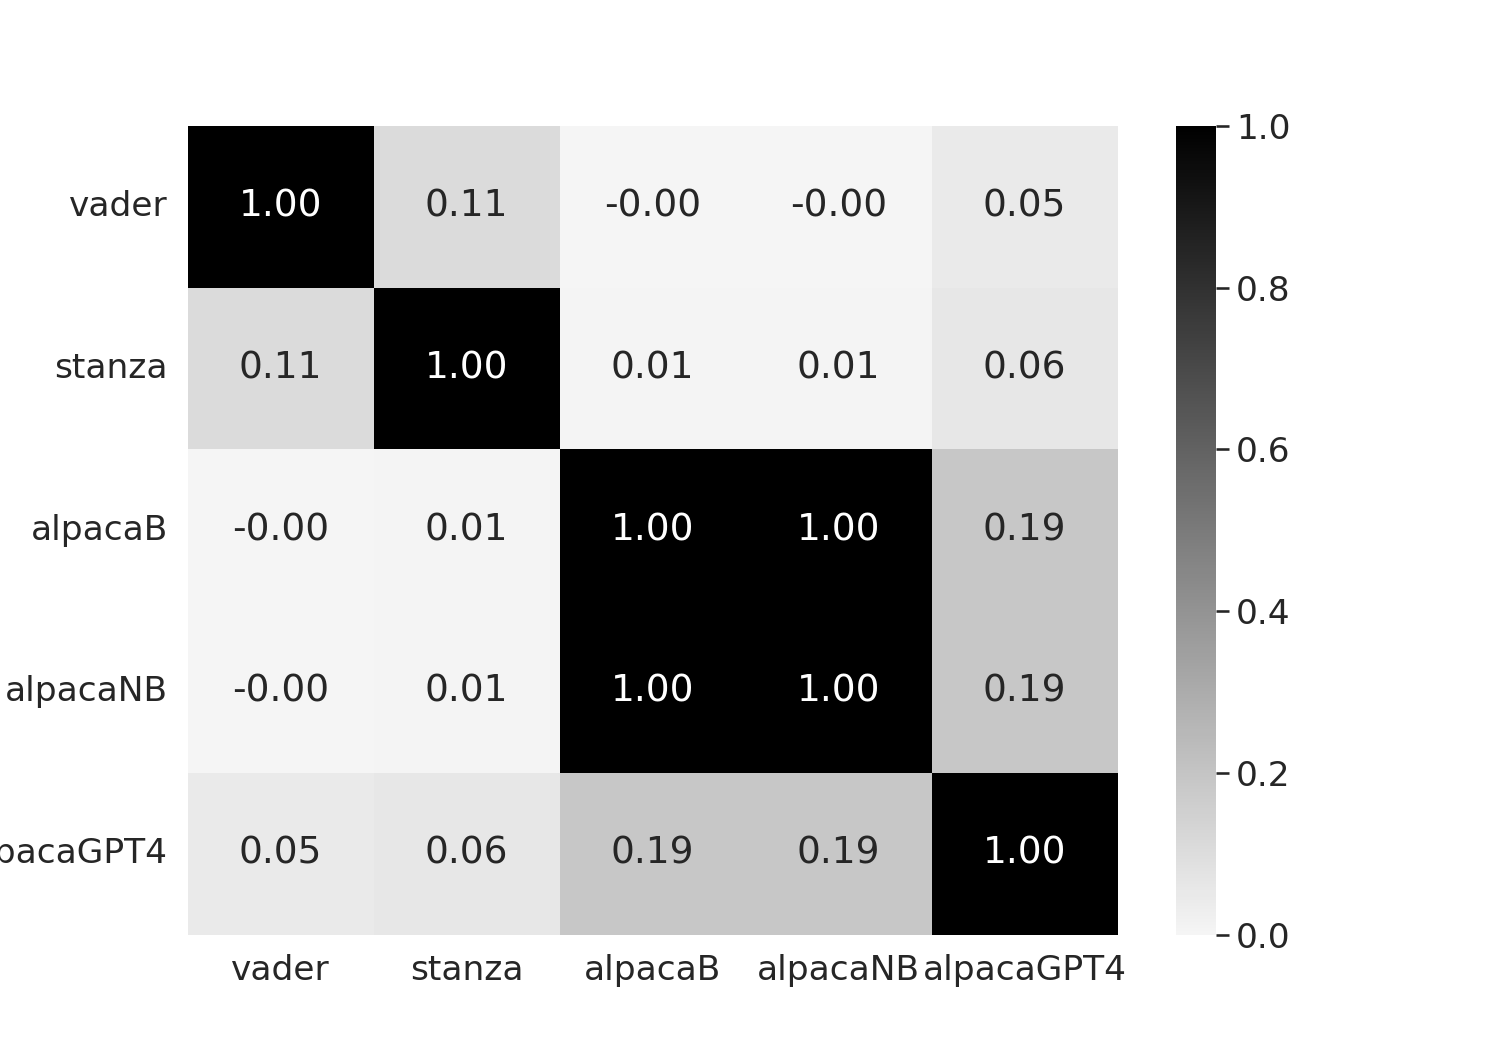 1.0
vader 1.00 0.11 -0.00 -0.00 0.05
0.8
stanza 0.11 1.00 0.01 0.01 0.06
0.6
alpacaB -0.00 0.01 1.00 1.00 0.19
0.4
alpacaNB -0.00 0.01 1.00 1.00 0.19
0.2
pacaGPT4 0.05 0.06 0.19 0.19 1.00
0.0
vader stanza alpacaB alpacaNB alpacaGPT4